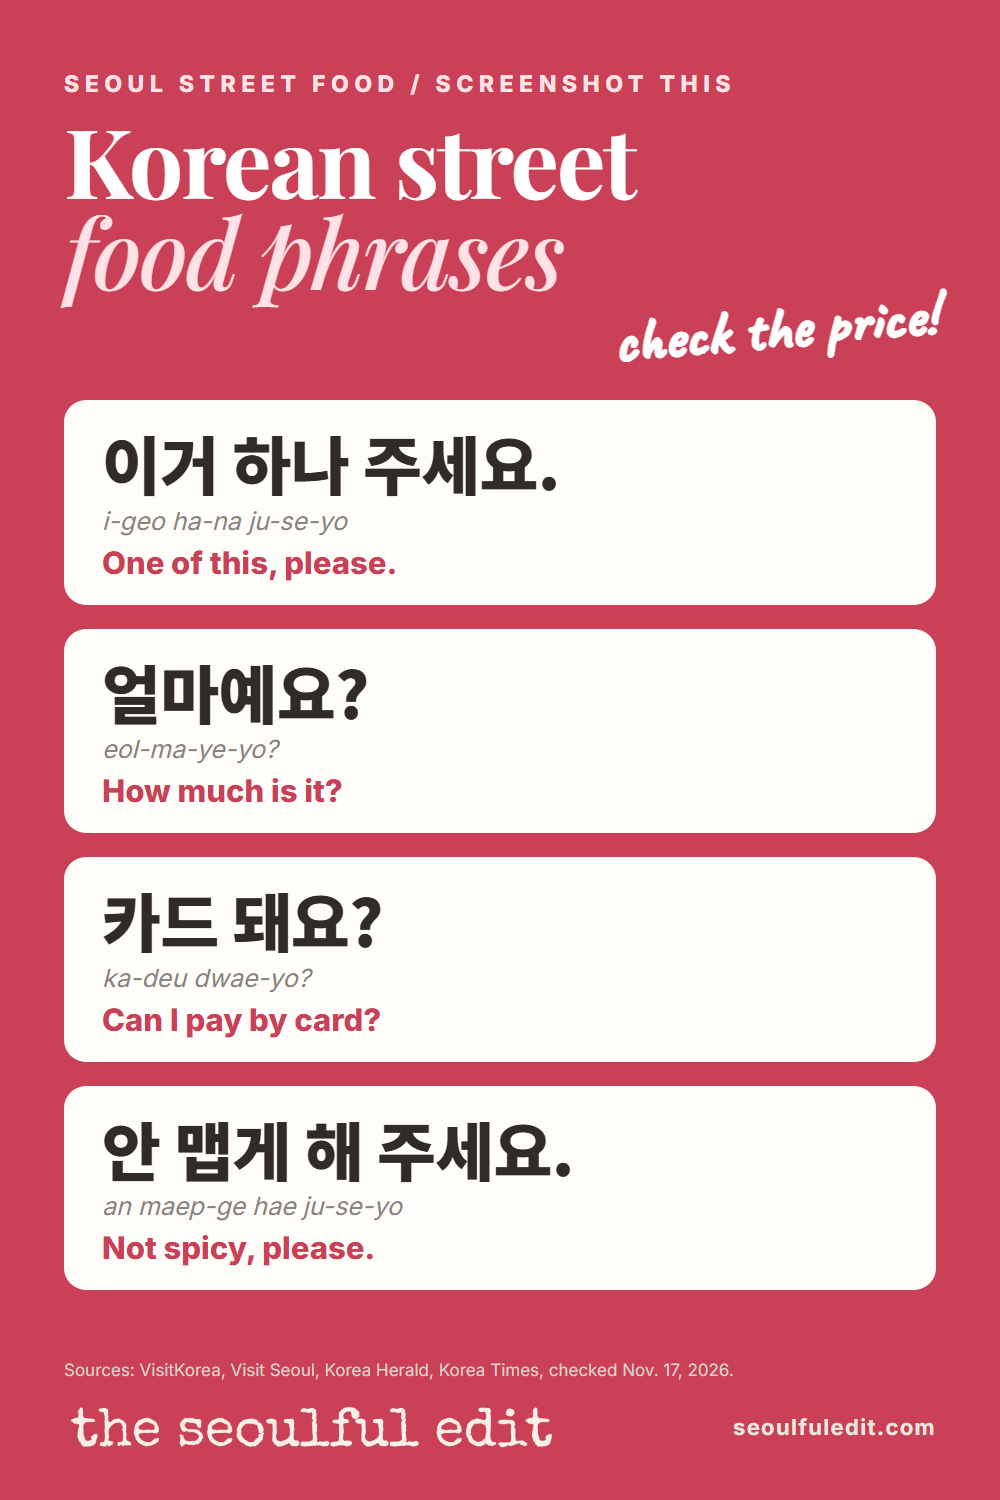 SEOUL STREET FOOD / SCREENSHOT THIS
Korean street
food phrases
check the price!
이거 하나 주세요.
i-geo ha-na ju-se-yo
One of this, please.
얼마예요?
eol-ma-ye-yo?
How much is it?
카드 돼요?
ka-deu dwae-yo?
Can I pay by card?
안 맵게 해 주세요.
an maep-ge hae ju-se-yo
Not spicy, please.
Sources: VisitKorea, Visit Seoul, Korea Herald, Korea Times, checked Nov. 17, 2026.
the seoulful edit
seoulfuledit.com